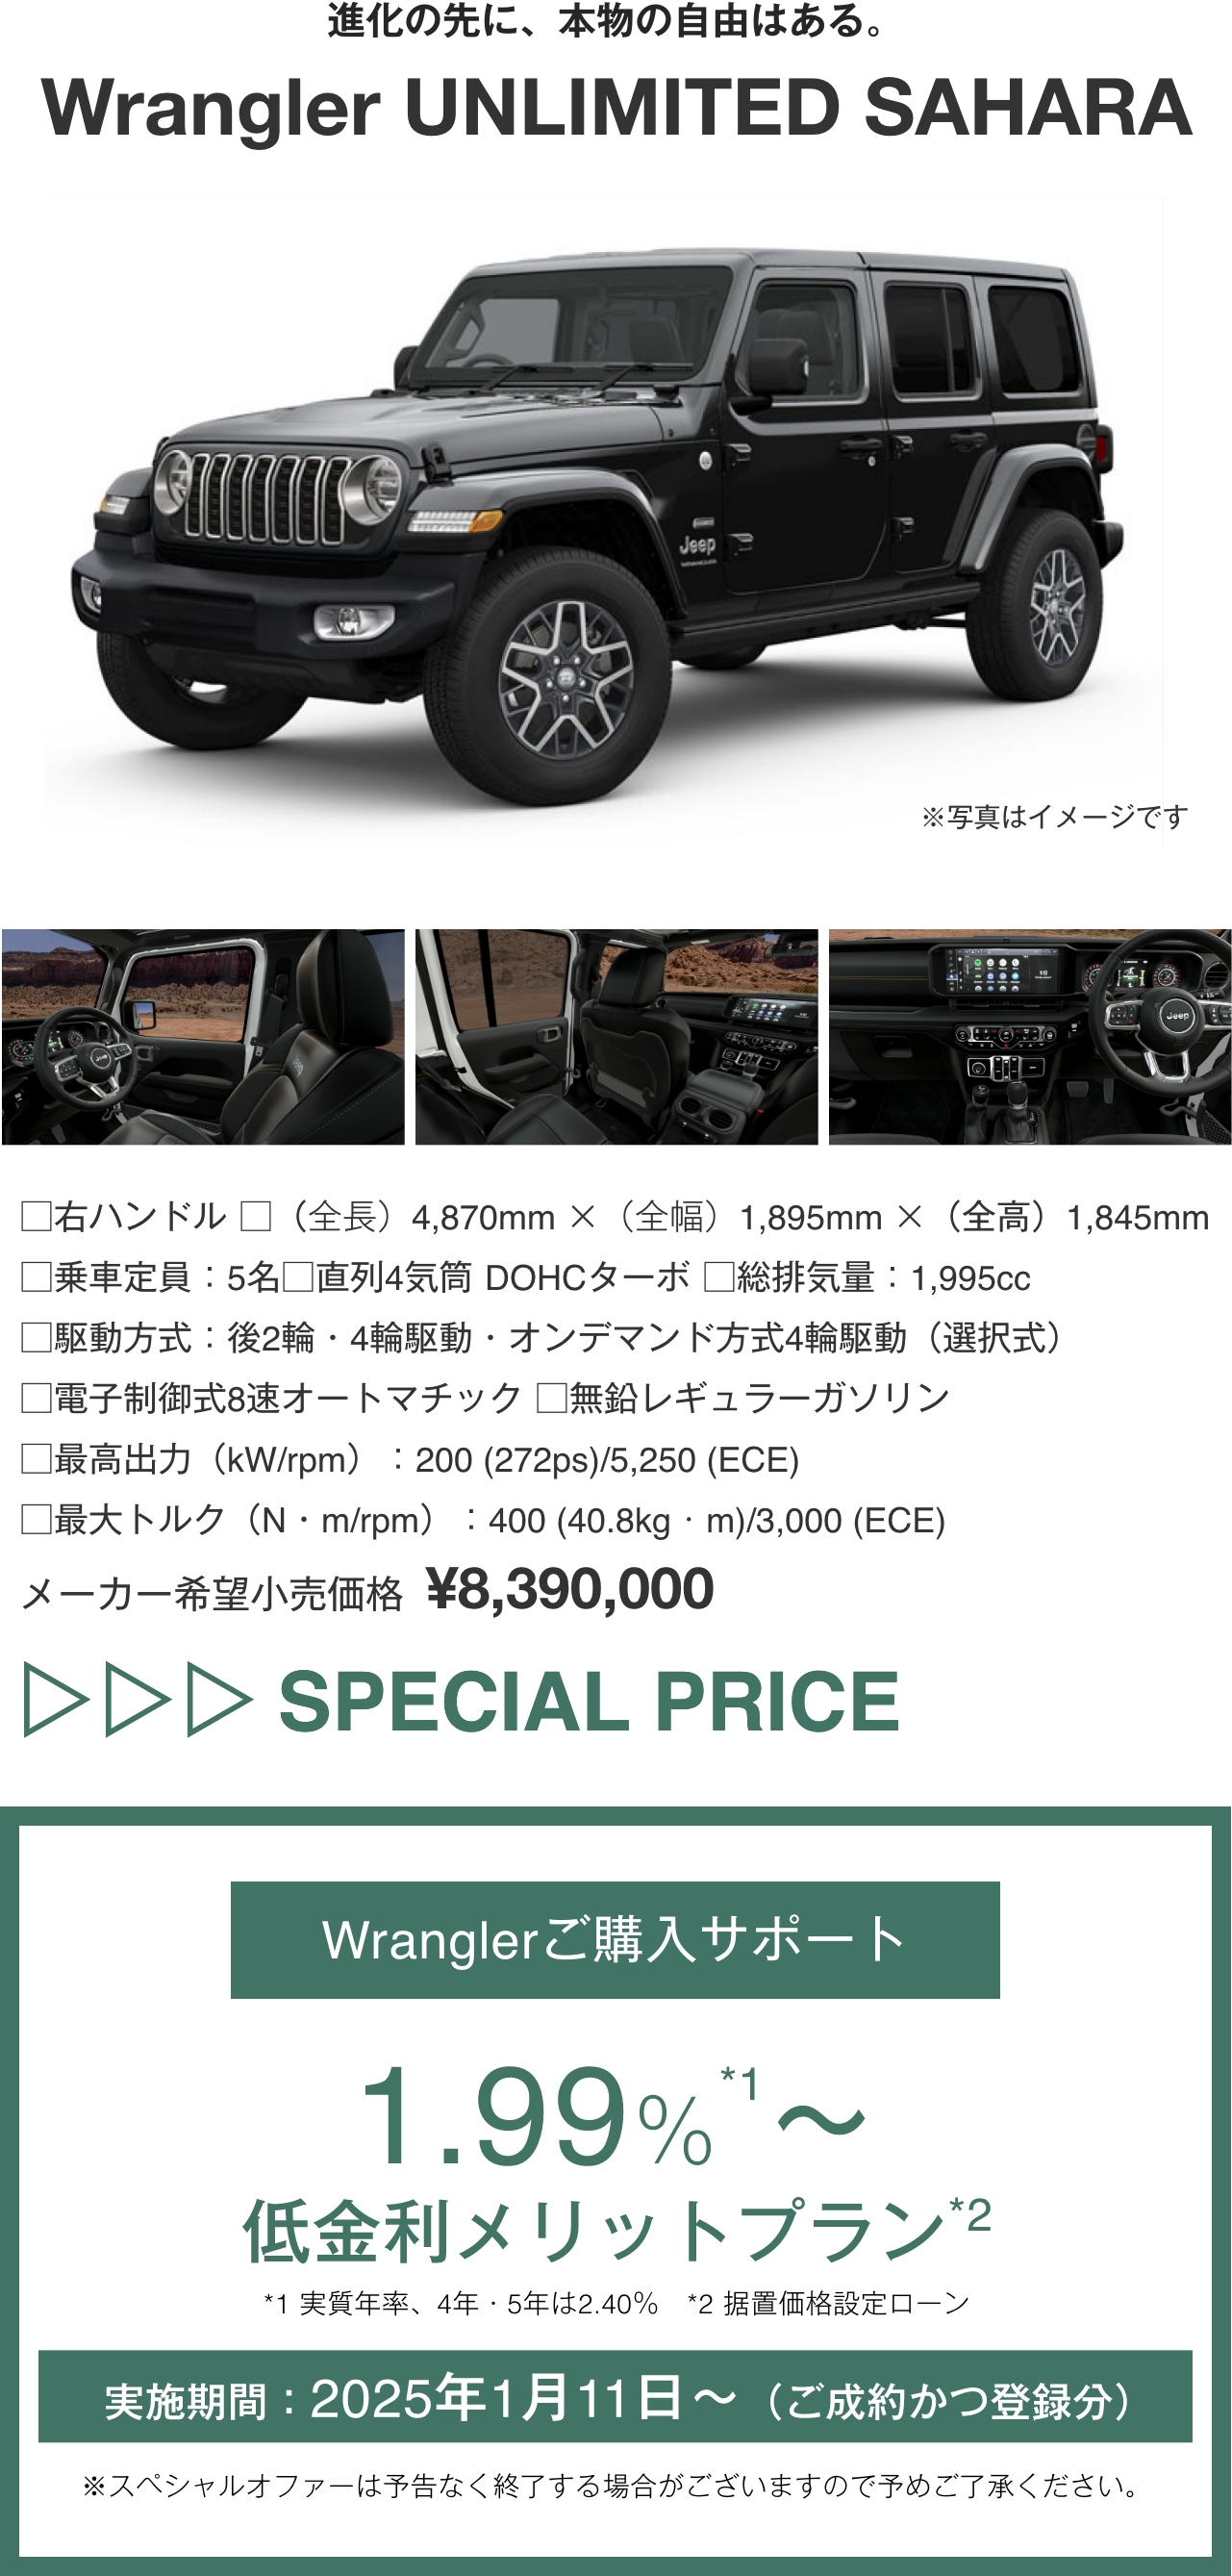 進化の先に、本物の自由はある。
Wrangler UNLIMITED SAHARA
Jeep
WRANGLER
※写真はイメージです
Jeep
Jeep
□右ハンドル □（全長）4,870mm ×（全幅）1,895mm ×（全高）1,845mm
□乗車定員：5名□直列4気筒 DOHCターボ □総排気量：1,995cc
□駆動方式：後2輪・4輪駆動・オンデマンド方式4輪駆動（選択式）
□電子制御式8速オートマチック □無鉛レギュラーガソリン
□最高出力（kW/rpm）：200 (272ps)/5,250 (ECE)
□最大トルク（N・m/rpm）：400 (40.8kg・m)/3,000 (ECE)
メーカー希望小売価格 ¥8,390,000
▷▷▷ SPECIAL PRICE
Wranglerご購入サポート
1.99%*1～
低金利メリットプラン*2
*1 実質年率、4年・5年は2.40% *2 据置価格設定ローン
実施期間：2025年1月11日～（ご成約かつ登録分）
※スペシャルオファーは予告なく終了する場合がございますので予めご了承ください。